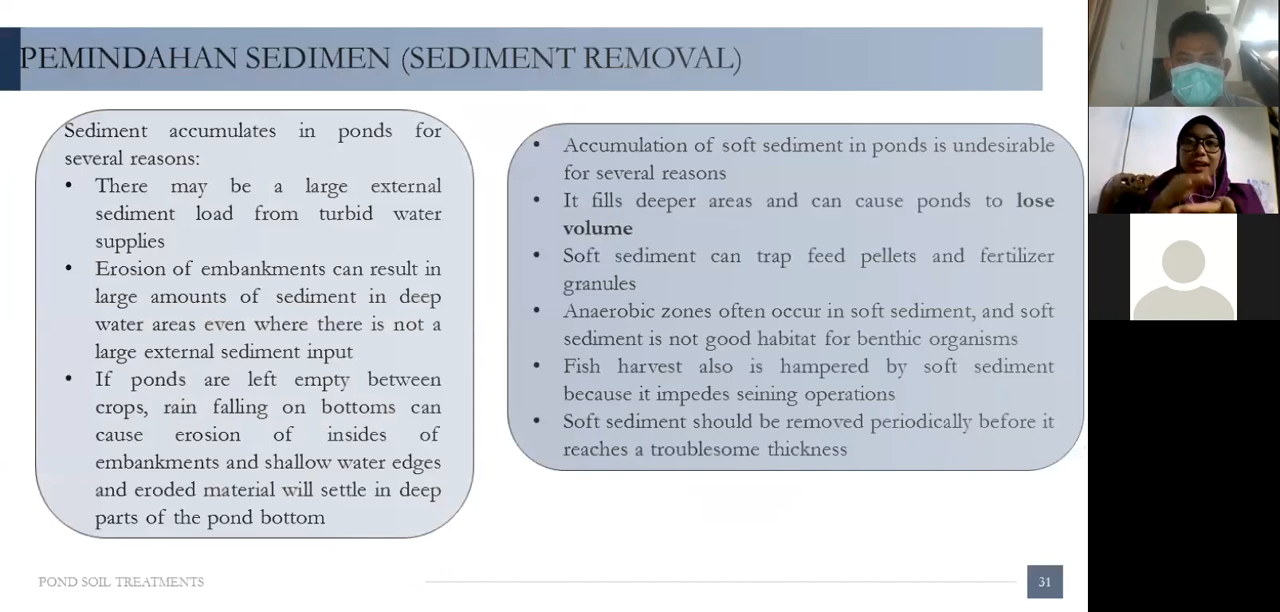 PEMINDAHAN SEDIMEN (SEDIMENT REMOVAL)
Sediment accumulates in ponds for
several reasons:
• There may be a large external
sediment load from turbid water
supplies
• Erosion of embankments can result in
large amounts of sediment in deep
water areas even where there is not a
large external sediment input
• If ponds are left empty between
crops, rain falling on bottoms can
cause erosion of insides of
embankments and shallow water edges
and eroded material will settle in deep
parts of the pond bottom
• Accumulation of soft sediment in ponds is undesirable
for several reasons
• It fills deeper areas and can cause ponds to lose
volume
• Soft sediment can trap feed pellets and fertilizer
granules
• Anaerobic zones often occur in soft sediment, and soft
sediment is not good habitat for benthic organisms
• Fish harvest also is hampered by soft sediment
because it impedes seining operations
• Soft sediment should be removed periodically before it
reaches a troublesome thickness
POND SOIL TREATMENTS
31